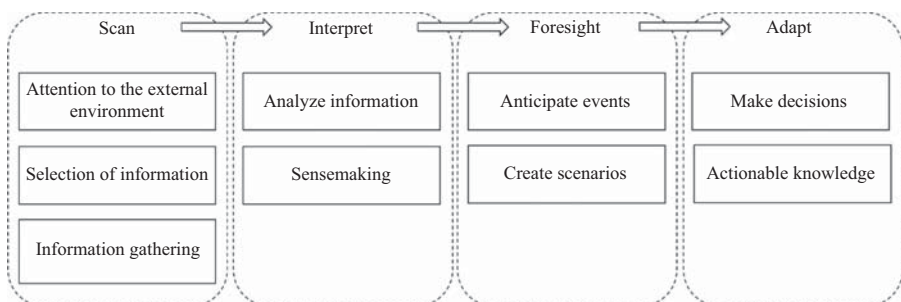 Scan
Interpret
Foresight
Adapt
Attention to the external
environment
Selection of information
Information gathering
Analyze information
Sensemaking
Anticipate events
Create scenarios
Make decisions
Actionable knowledge